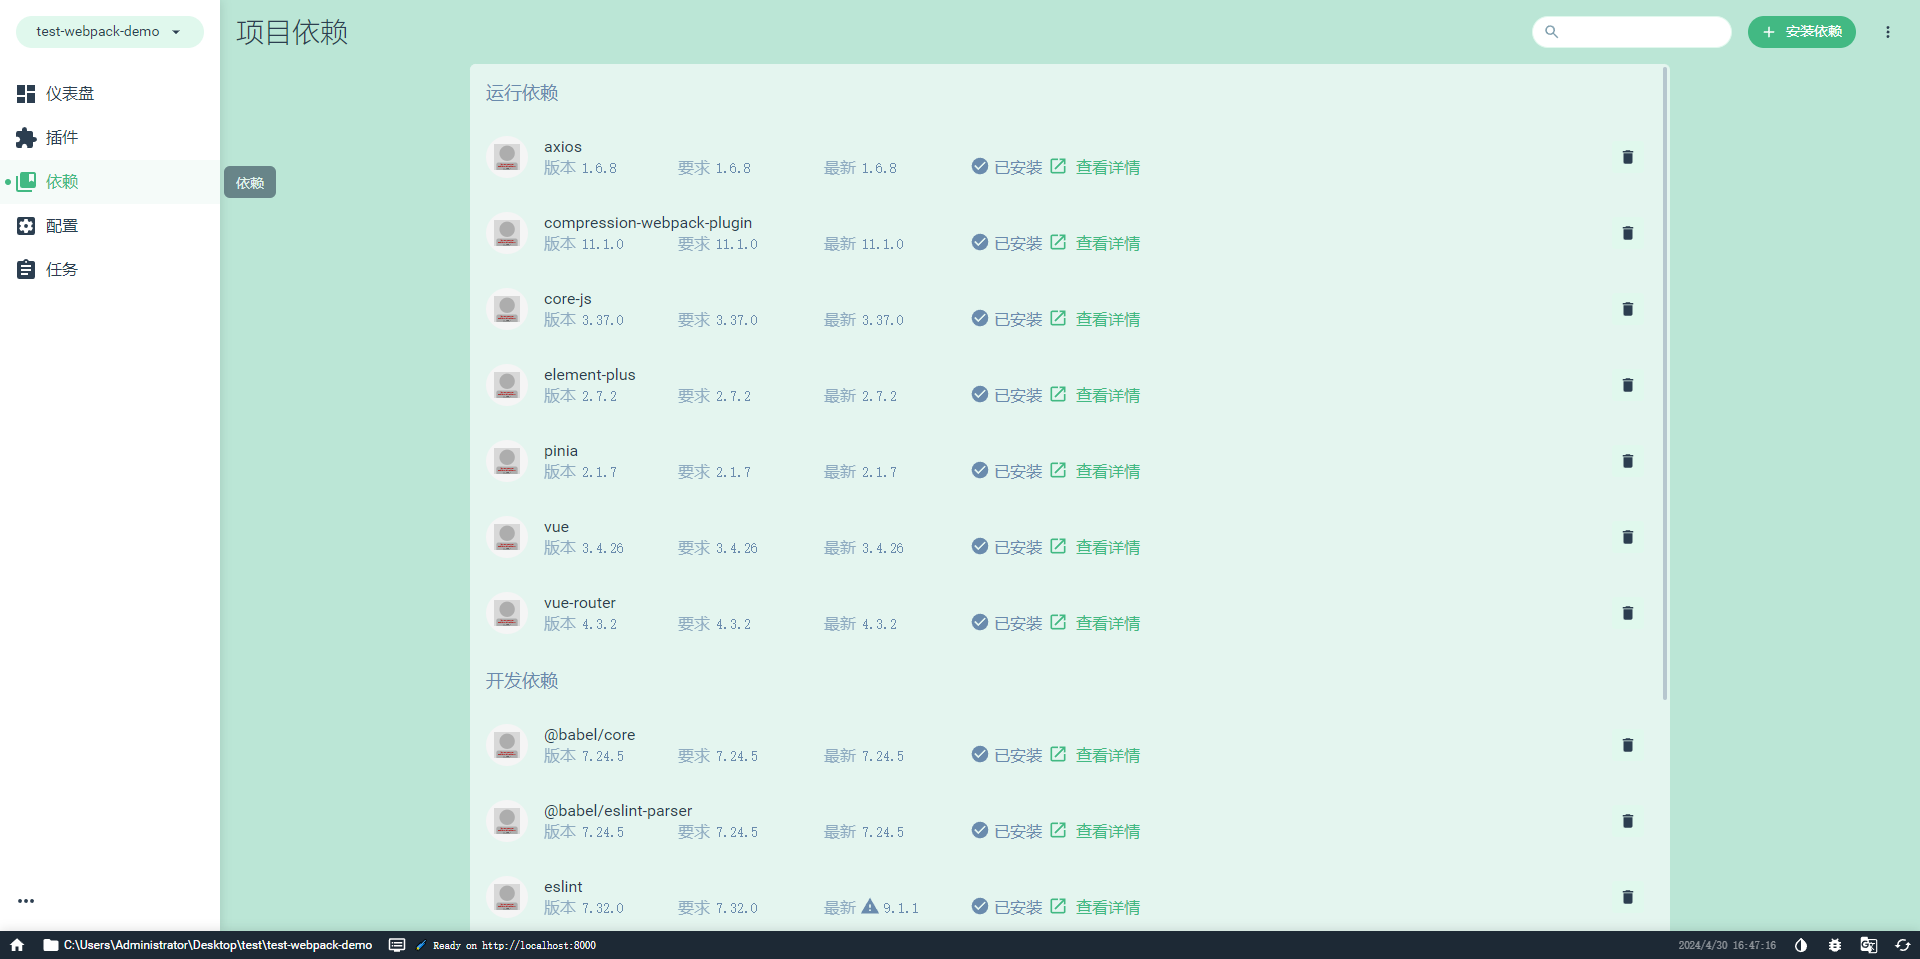 test-webpack-demo
项目依赖
安装依赖
仪表盘
插件
依赖
依赖
配置
任务
运行依赖
axios
版本 1.6.8 要求 1.6.8 最新 1.6.8 已安装 查看详情
compression-webpack-plugin
版本 11.1.0 要求 11.1.0 最新 11.1.0 已安装 查看详情
core-js
版本 3.37.0 要求 3.37.0 最新 3.37.0 已安装 查看详情
element-plus
版本 2.7.2 要求 2.7.2 最新 2.7.2 已安装 查看详情
pinia
版本 2.1.7 要求 2.1.7 最新 2.1.7 已安装 查看详情
vue
版本 3.4.26 要求 3.4.26 最新 3.4.26 已安装 查看详情
vue-router
版本 4.3.2 要求 4.3.2 最新 4.3.2 已安装 查看详情
开发依赖
@babel/core
版本 7.24.5 要求 7.24.5 最新 7.24.5 已安装 查看详情
@babel/eslint-parser
版本 7.24.5 要求 7.24.5 最新 7.24.5 已安装 查看详情
eslint
版本 7.32.0 要求 7.32.0 最新 9.1.1 已安装 查看详情
C:\Users\Administrator\Desktop\test\test-webpack-demo
Ready on http://localhost:8000
2024/4/30 16:47:16